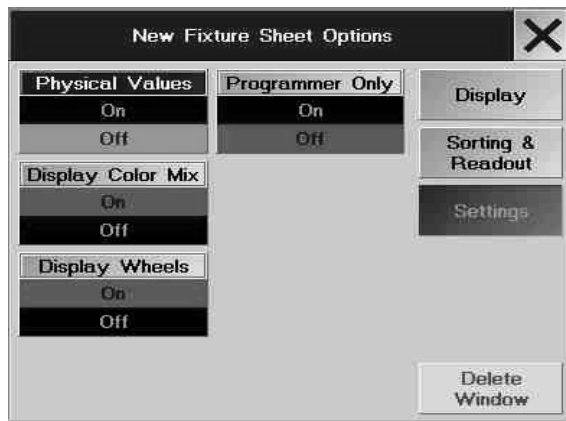 New Fixture Sheet Options
Physical Values
On
Off
Programmer Only
On
Off
Display Color Mix
On
Off
Display Wheels
On
Off
Display
Sorting &
Readout
Settings
Delete
Window